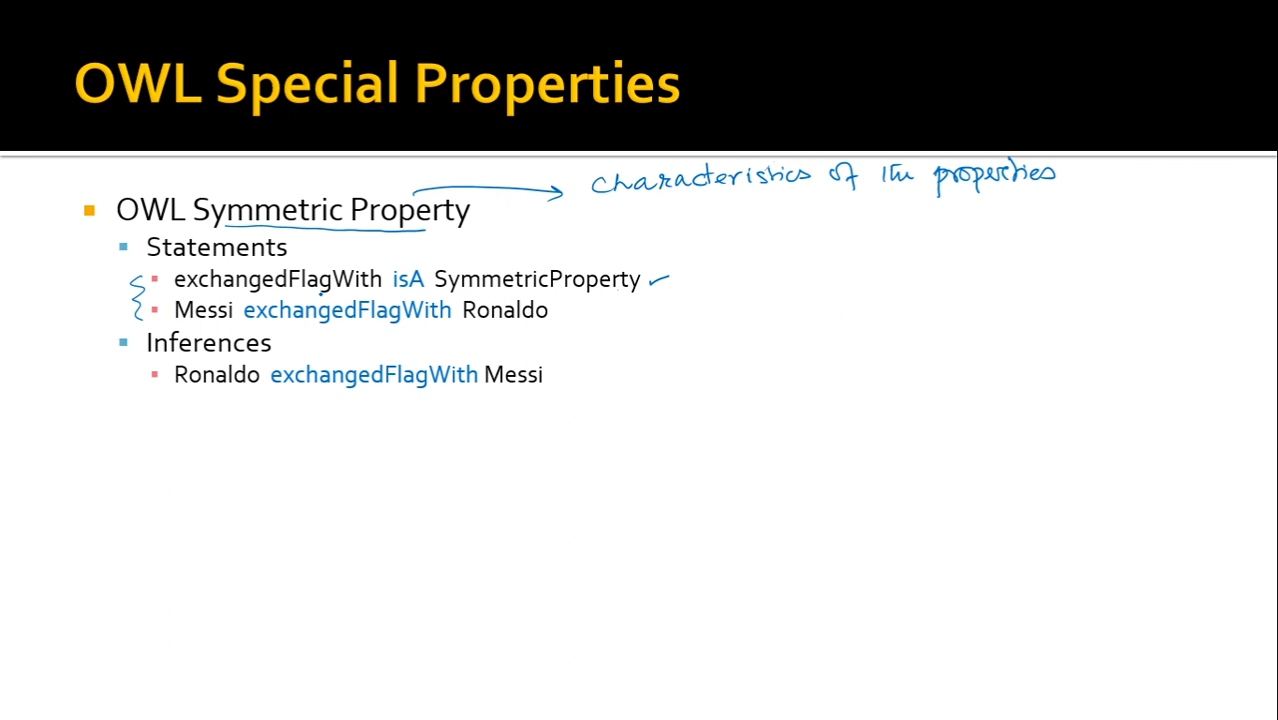 OWL Special Properties
characteristics of the properties
OWL Symmetric Property
Statements
exchangedFlagWith isA SymmetricProperty
Messi exchangedFlagWith Ronaldo
Inferences
Ronaldo exchangedFlagWith Messi